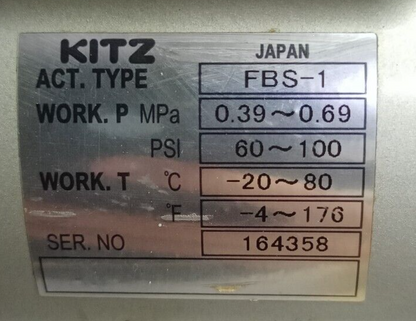 KITZ JAPAN
ACT. TYPE FBS-1
WORK. P MPa 0.39～0.69
PSI 60～100
WORK. T ℃ -20～80
℉ -4～176
SER. NO 164358